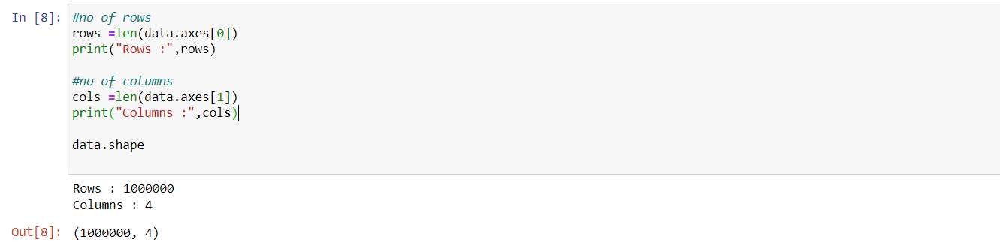 In [8]: #no of rows
rows =len(data.axes[0])
print("Rows :",rows)
#no of columns
cols =len(data.axes[1])
print("Columns :",cols)
data.shape
Rows : 1000000
Columns : 4
Out[8]: (1000000, 4)